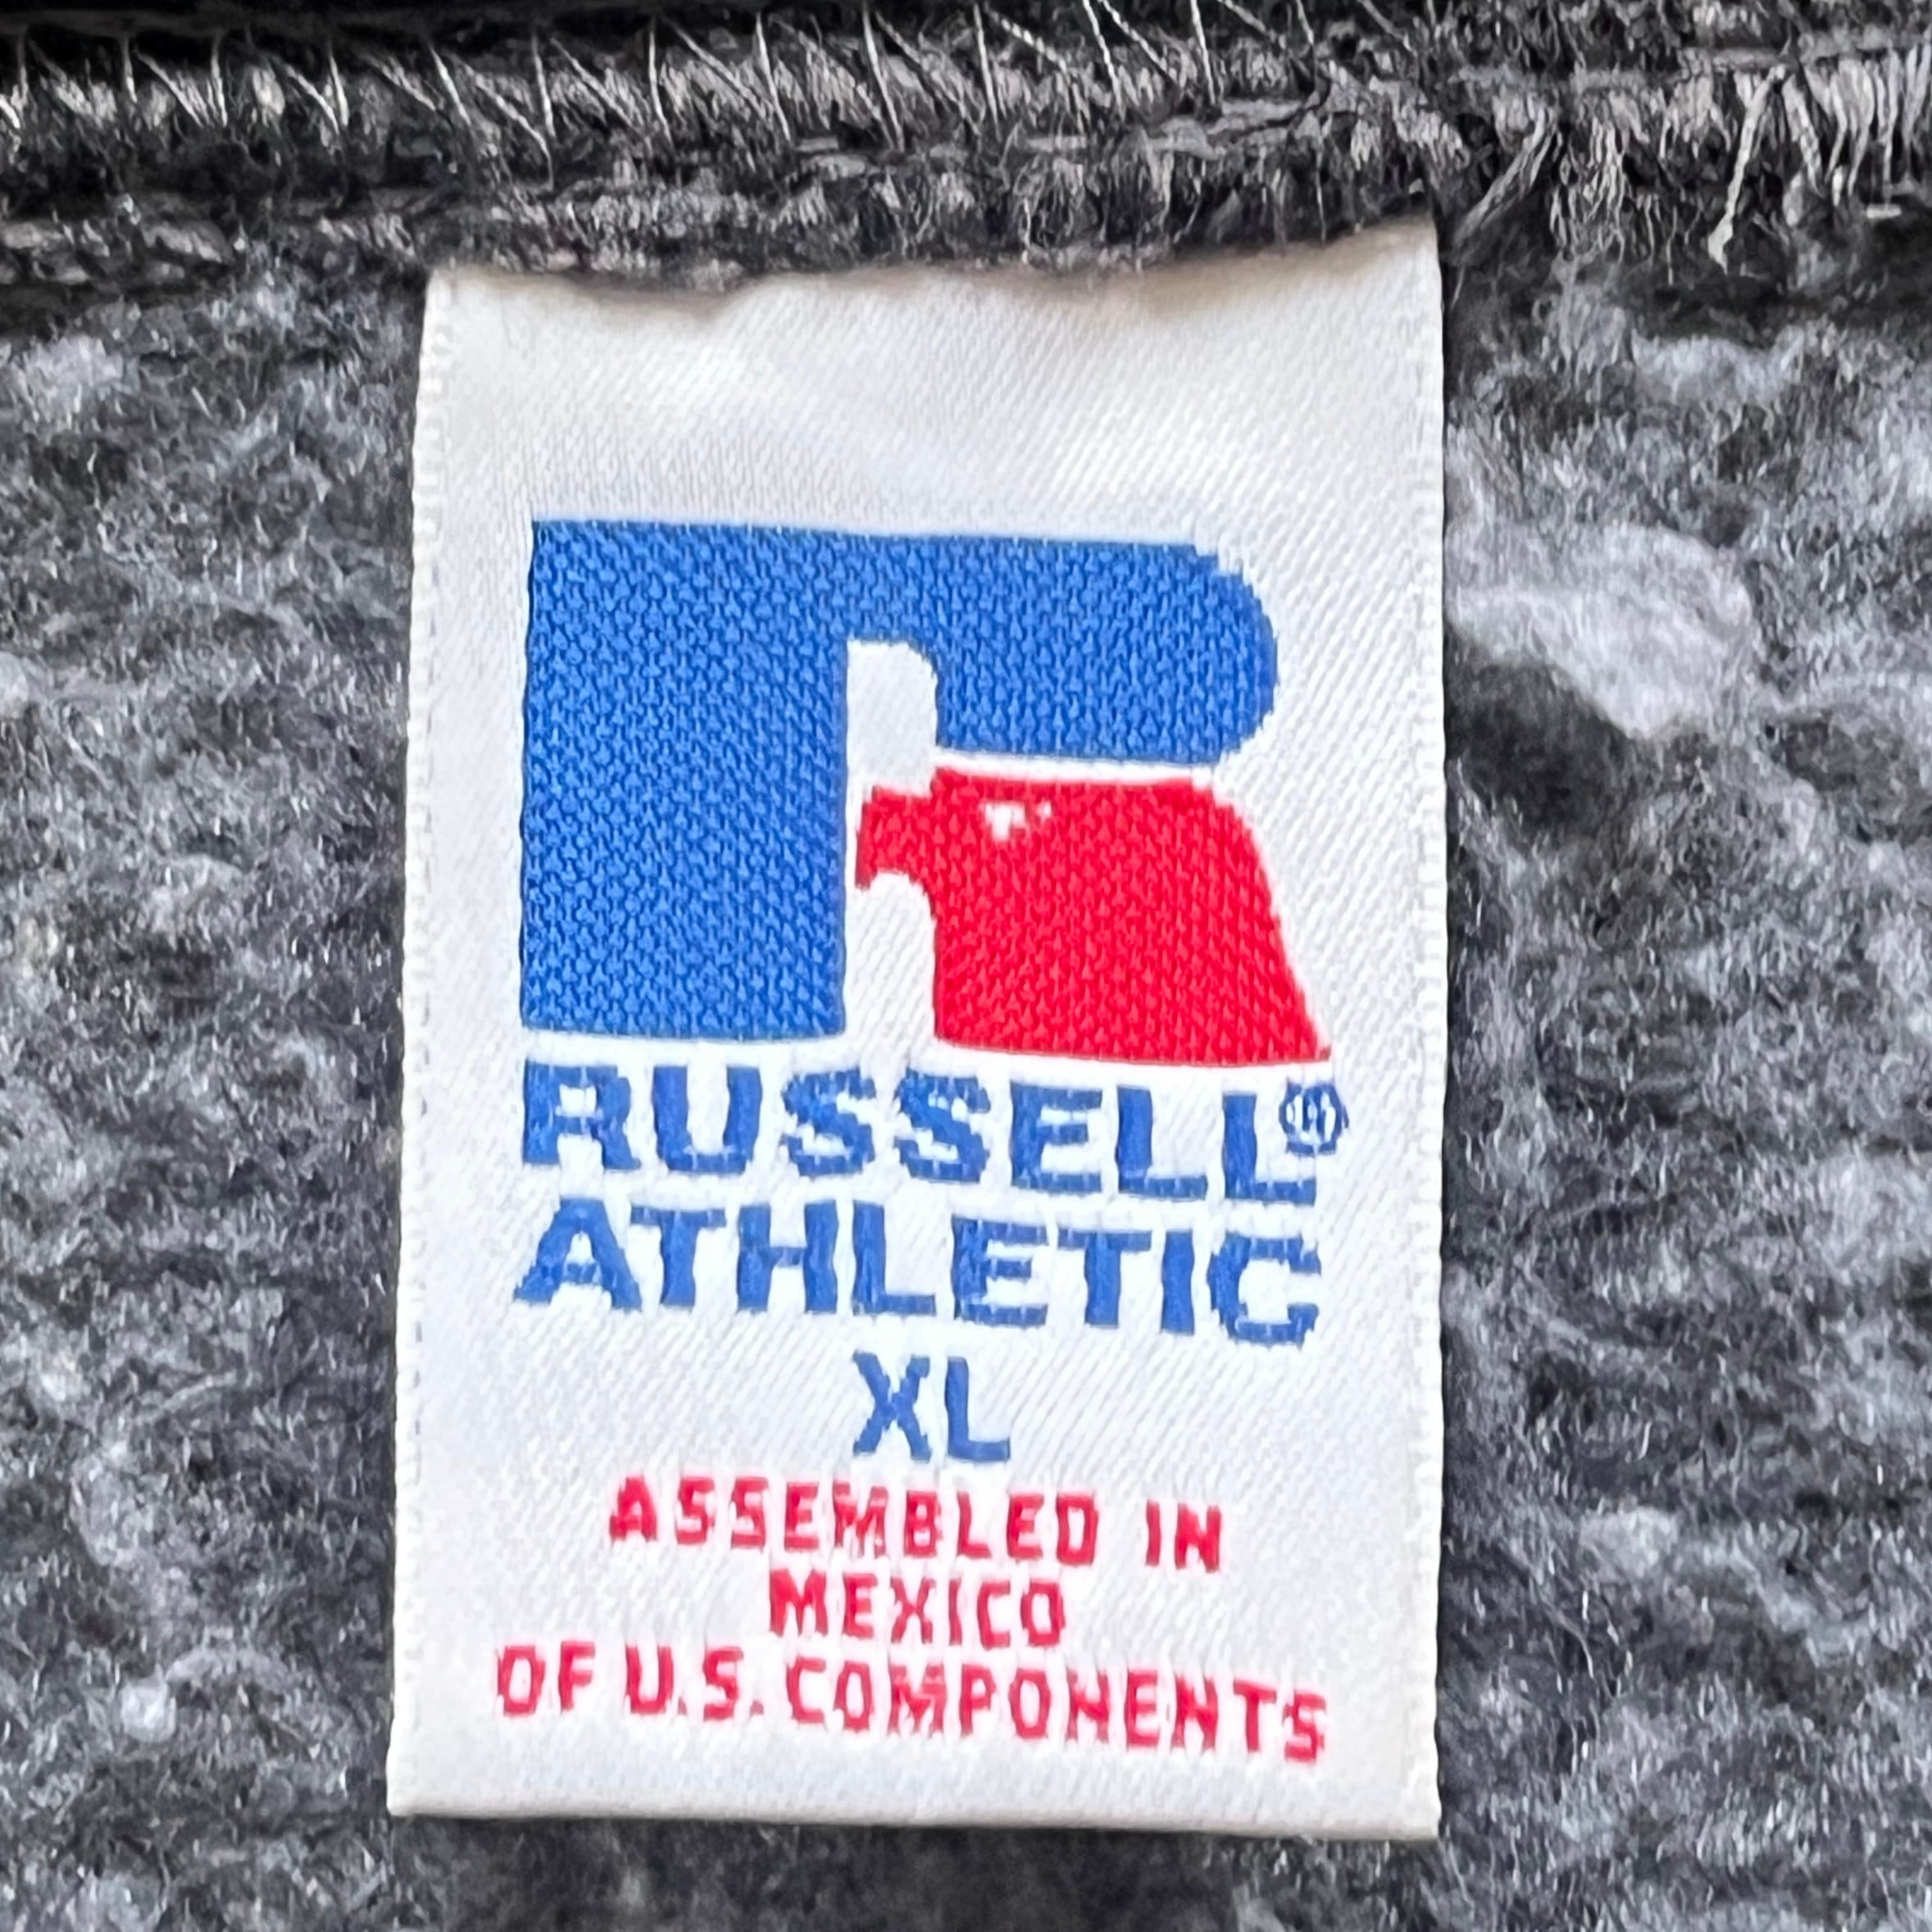 RUSSELL®
ATHLETIC
XL
ASSEMBLED IN
MEXICO
OF U.S. COMPONENTS